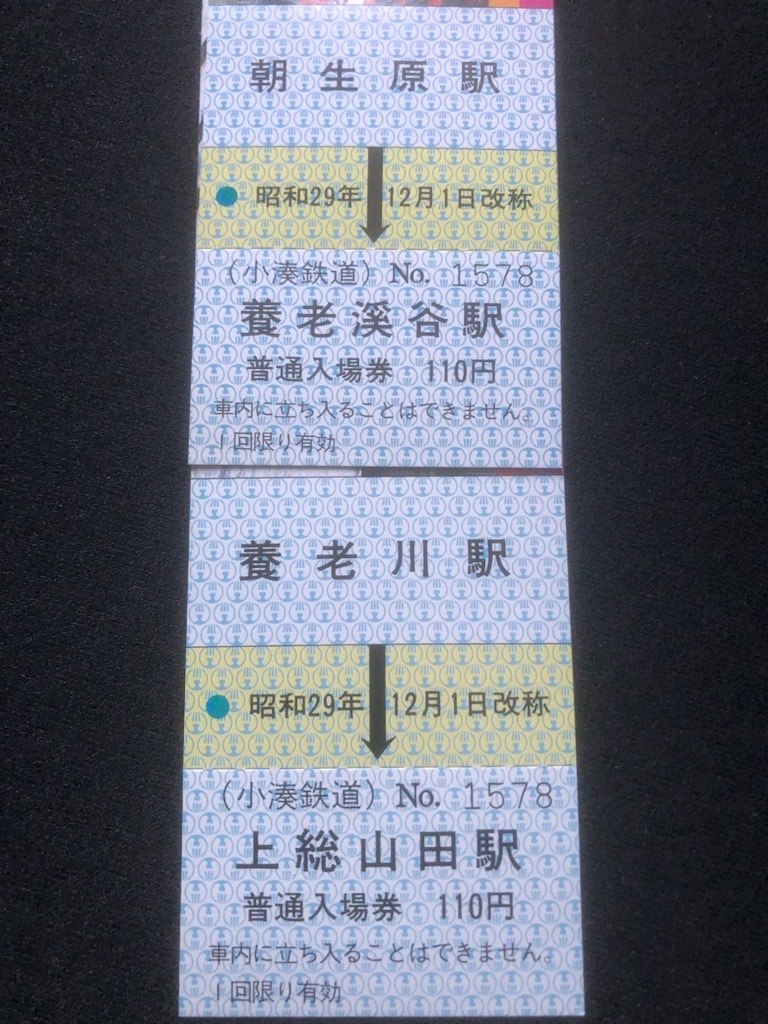 朝生原駅
昭和29年 12月1日改称
(小湊鉄道) No. 1578
養老溪谷駅
普通入場券 110円
車内に立ち入ることはできません。
1回限り有効
養老川駅
昭和29年 12月1日改称
(小湊鉄道) No. 1578
上総山田駅
普通入場券 110円
車内に立ち入ることはできません。
1回限り有効